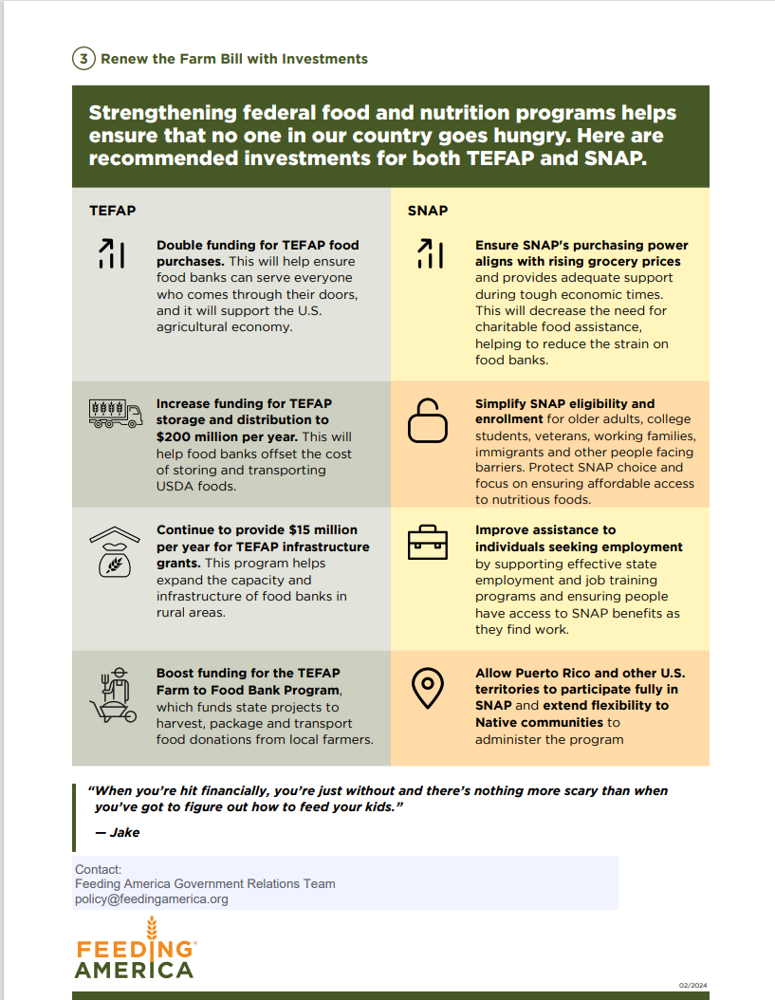 3 Renew the Farm Bill with Investments
Strengthening federal food and nutrition programs helps
ensure that no one in our country goes hungry. Here are
recommended investments for both TEFAP and SNAP.
TEFAP
Double funding for TEFAP food
purchases. This will help ensure
food banks can serve everyone
who comes through their doors,
and it will support the U.S.
agricultural economy.
Increase funding for TEFAP
storage and distribution to
$200 million per year. This will
help food banks offset the cost
of storing and transporting
USDA foods.
Continue to provide $15 million
per year for TEFAP infrastructure
grants. This program helps
expand the capacity and
infrastructure of food banks in
rural areas.
Boost funding for the TEFAP
Farm to Food Bank Program,
which funds state projects to
harvest, package and transport
food donations from local farmers.
SNAP
Ensure SNAP's purchasing power
aligns with rising grocery prices
and provides adequate support
during tough economic times.
This will decrease the need for
charitable food assistance,
helping to reduce the strain on
food banks.
Simplify SNAP eligibility and
enrollment for older adults, college
students, veterans, working families,
immigrants and other people facing
barriers. Protect SNAP choice and
focus on ensuring affordable access
to nutritious foods.
Improve assistance to
individuals seeking employment
by supporting effective state
employment and job training
programs and ensuring people
have access to SNAP benefits as
they find work.
Allow Puerto Rico and other U.S.
territories to participate fully in
SNAP and extend flexibility to
Native communities to
administer the program
“When you’re hit financially, you’re just without and there’s nothing more scary than when
you’ve got to figure out how to feed your kids.”
— Jake
Contact:
Feeding America Government Relations Team
policy@feedingamerica.org
FEEDING®
AMERICA
02/2024